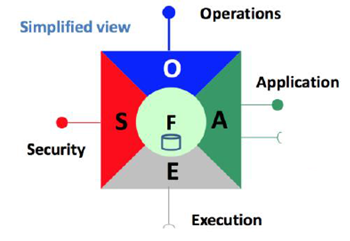 Operations
Simplified view
O
Application
S F A
Security
E
Execution